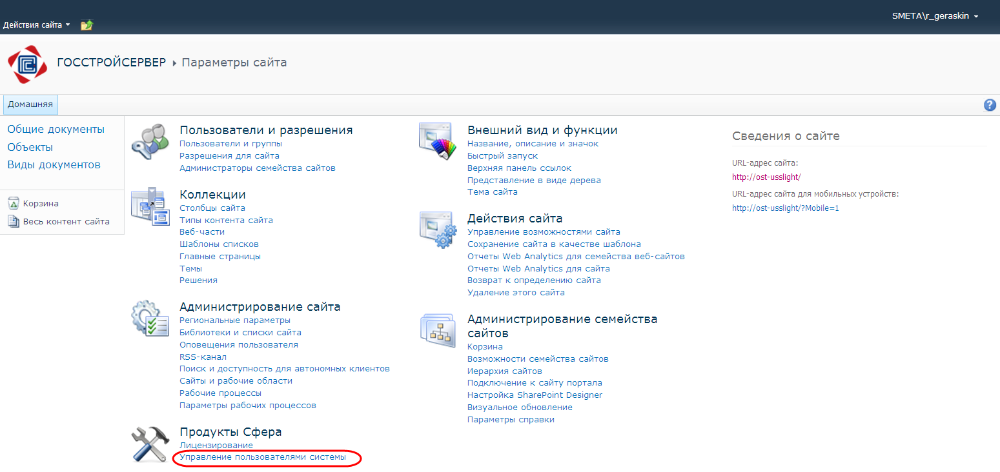 SMETA\r_geraskin
Действия сайта
ГОССТРОЙСЕРВЕР Параметры сайта
Домашняя
Общие документы
Объекты
Виды документов
Корзина
Весь контент сайта
Пользователи и разрешения
Пользователи и группы
Разрешения для сайта
Администраторы семейства сайтов
Коллекции
Столбцы сайта
Типы контента сайта
Веб-части
Шаблоны списков
Главные страницы
Темы
Решения
Администрирование сайта
Региональные параметры
Библиотеки и списки сайта
Оповещения пользователя
RSS-канал
Поиск и доступность для автономных клиентов
Сайты и рабочие области
Рабочие процессы
Параметры рабочих процессов
Продукты Сфера
Лицензирование
Управление пользователями системы
Внешний вид и функции
Название, описание и значок
Быстрый запуск
Верхняя панель ссылок
Представление в виде дерева
Тема сайта
Действия сайта
Управление возможностями сайта
Сохранение сайта в качестве шаблона
Отчеты Web Analytics для семейства веб-сайтов
Отчеты Web Analytics для сайта
Возврат к определению сайта
Удаление этого сайта
Администрирование семейства
сайтов
Корзина
Возможности семейства сайтов
Иерархия сайтов
Подключение к сайту портала
Настройка SharePoint Designer
Визуальное обновление
Параметры справки
Сведения о сайте
URL-адрес сайта:
http://ost-usslight/
URL-адрес сайта для мобильных устройств:
http://ost-usslight/?Mobile=1